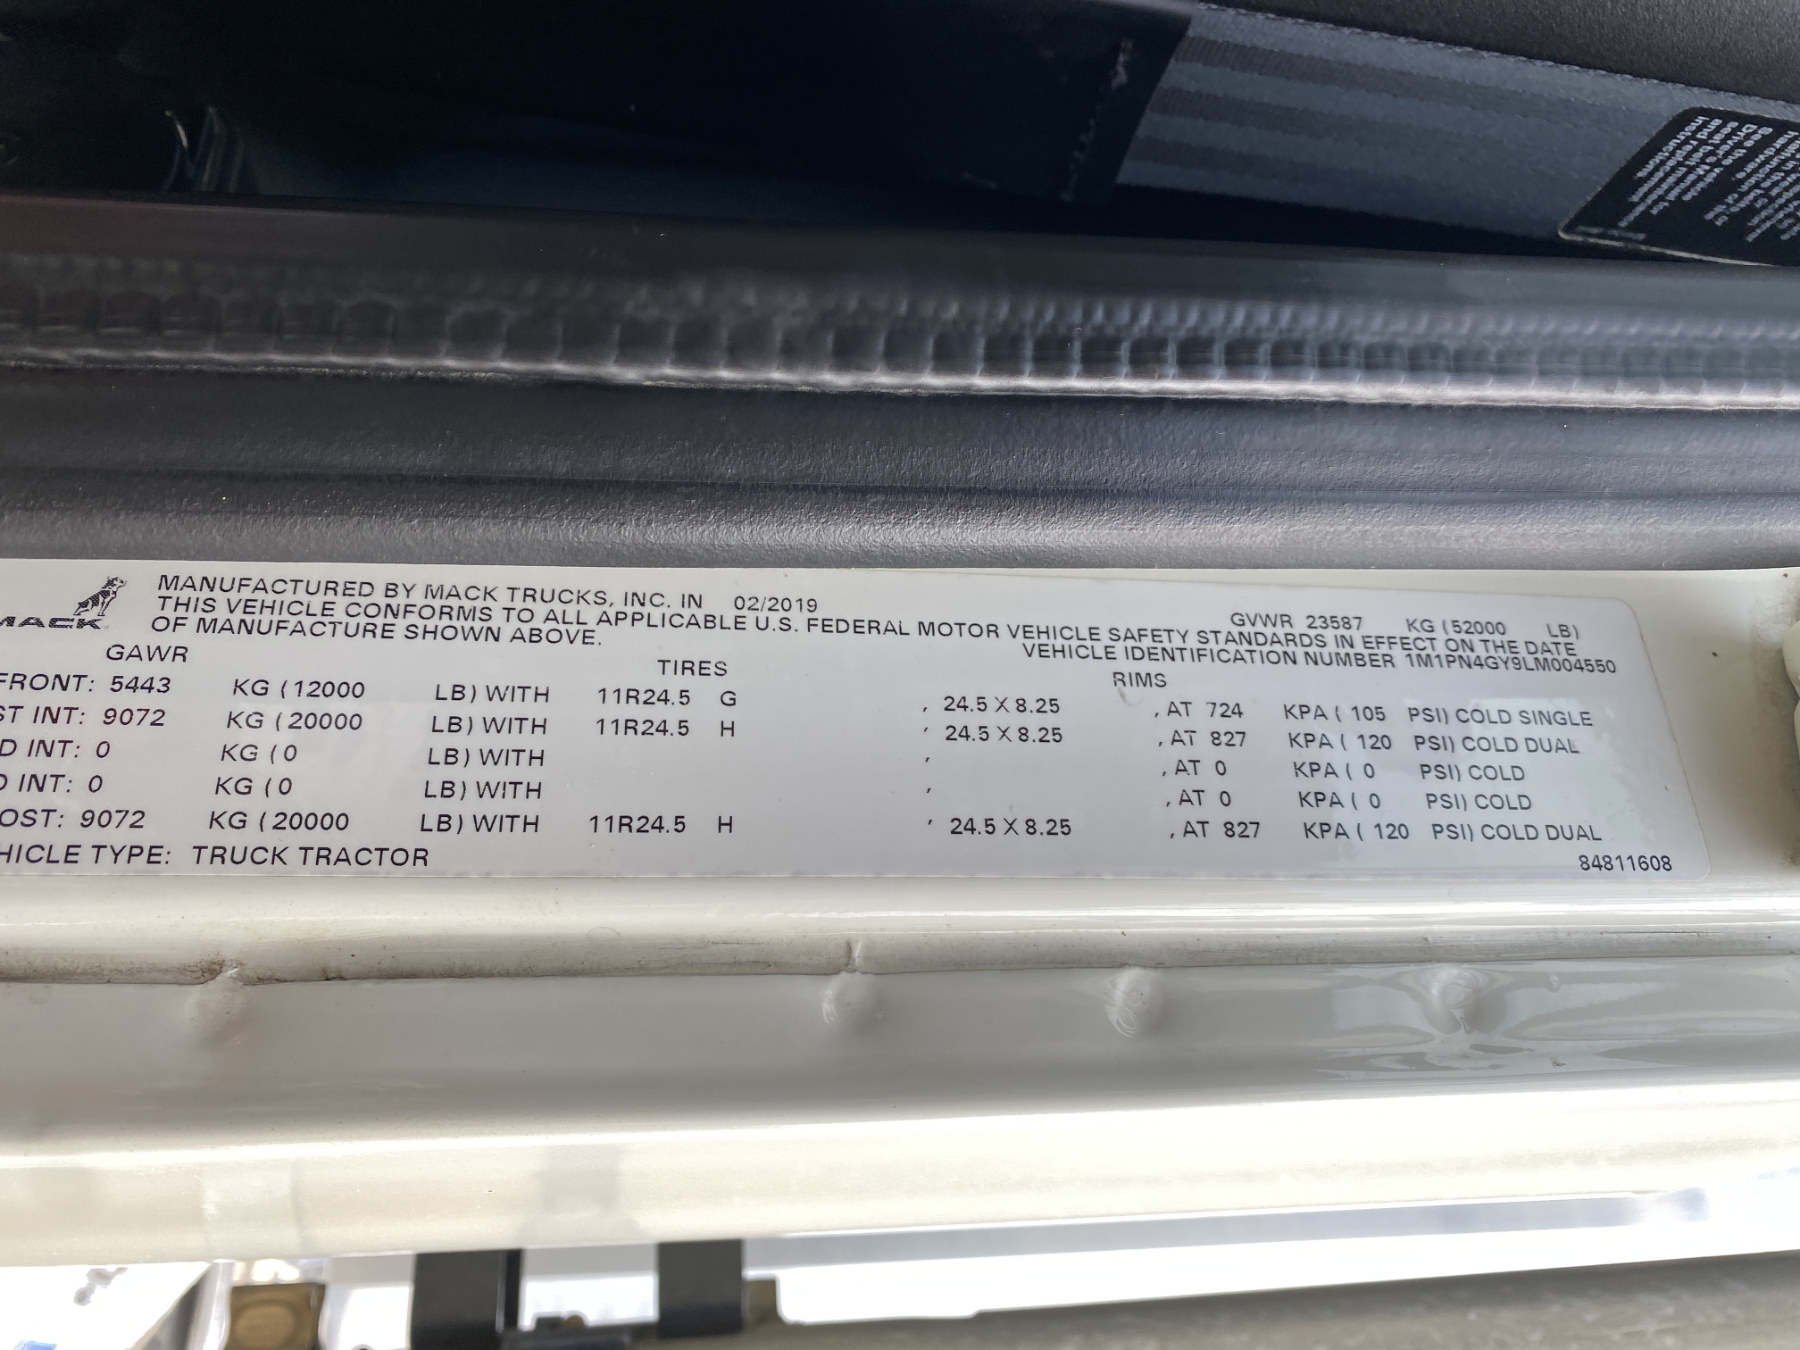 MANUFACTURED BY MACK TRUCKS, INC. IN 02/2019 GVWR 23587 KG (52000 LB)
THIS VEHICLE CONFORMS TO ALL APPLICABLE U.S. FEDERAL MOTOR VEHICLE SAFETY STANDARDS IN EFFECT ON THE DATE
OF MANUFACTURE SHOWN ABOVE. VEHICLE IDENTIFICATION NUMBER 1M1PN4GY9LM004550
MACK
GAWR TIRES RIMS
FRONT: 5443 KG (12000 LB) WITH 11R24.5 G , 24.5 X 8.25 , AT 724 KPA ( 105 PSI) COLD SINGLE
ST INT: 9072 KG (20000 LB) WITH 11R24.5 H , 24.5 X 8.25 , AT 827 KPA ( 120 PSI) COLD DUAL
D INT: 0 KG (0 LB) WITH , , AT 0 KPA ( 0 PSI) COLD
D INT: 0 KG (0 LB) WITH , , AT 0 KPA ( 0 PSI) COLD
OST: 9072 KG (20000 LB) WITH 11R24.5 H , 24.5 X 8.25 , AT 827 KPA ( 120 PSI) COLD DUAL
HICLE TYPE: TRUCK TRACTOR 84811608